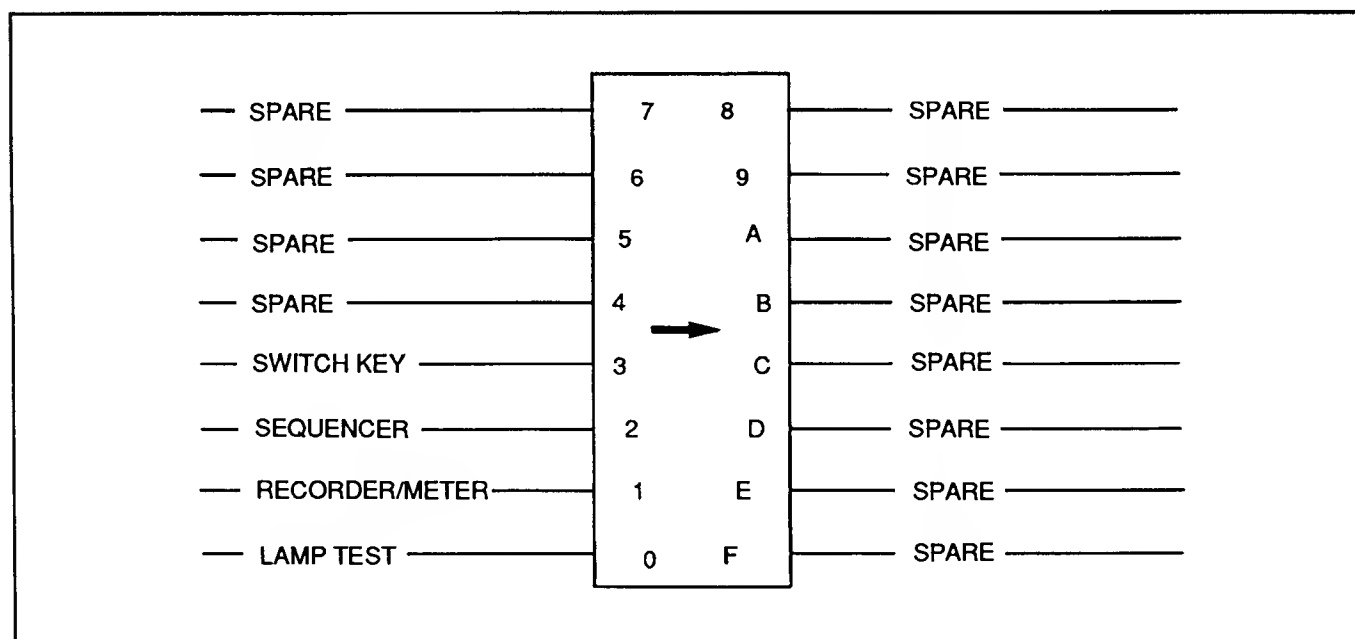 SPARE 7 8 SPARE
SPARE 6 9 SPARE
SPARE 5 A SPARE
SPARE 4 B SPARE
SWITCH KEY 3 C SPARE
SEQUENCER 2 D SPARE
RECORDER/METER 1 E SPARE
LAMP TEST 0 F SPARE